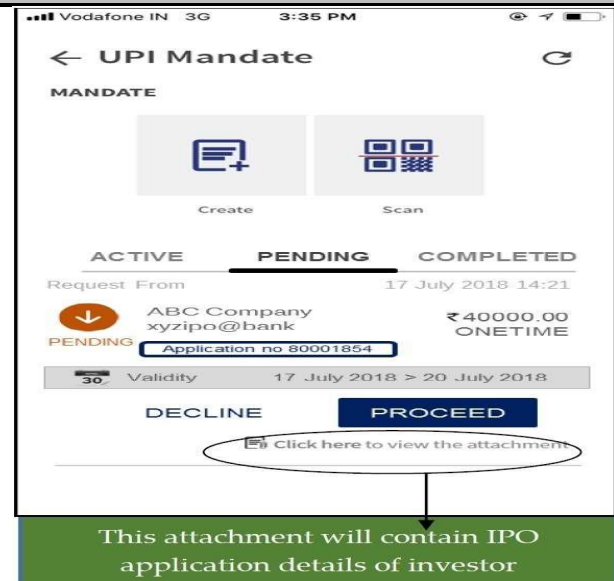 Vodafone IN 3G 3:35 PM
← UPI Mandate
MANDATE
Create Scan
ACTIVE PENDING COMPLETED
Request From 17 July 2018 14:21
ABC Company ₹40000.00
xyzipo@bank ONETIME
PENDING
Application no 80001854
30 Validity 17 July 2018 > 20 July 2018
DECLINE PROCEED
Click here to view the attachment
This attachment will contain IPO
application details of investor